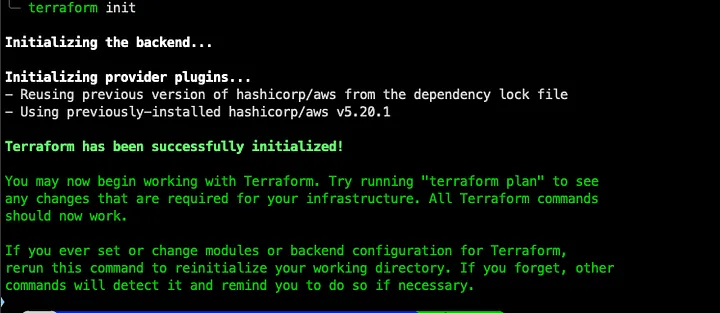 terraform init
Initializing the backend...
Initializing provider plugins...
- Reusing previous version of hashicorp/aws from the dependency lock file
- Using previously-installed hashicorp/aws v5.20.1
Terraform has been successfully initialized!
You may now begin working with Terraform. Try running "terraform plan" to see
any changes that are required for your infrastructure. All Terraform commands
should now work.
If you ever set or change modules or backend configuration for Terraform,
rerun this command to reinitialize your working directory. If you forget, other
commands will detect it and remind you to do so if necessary.